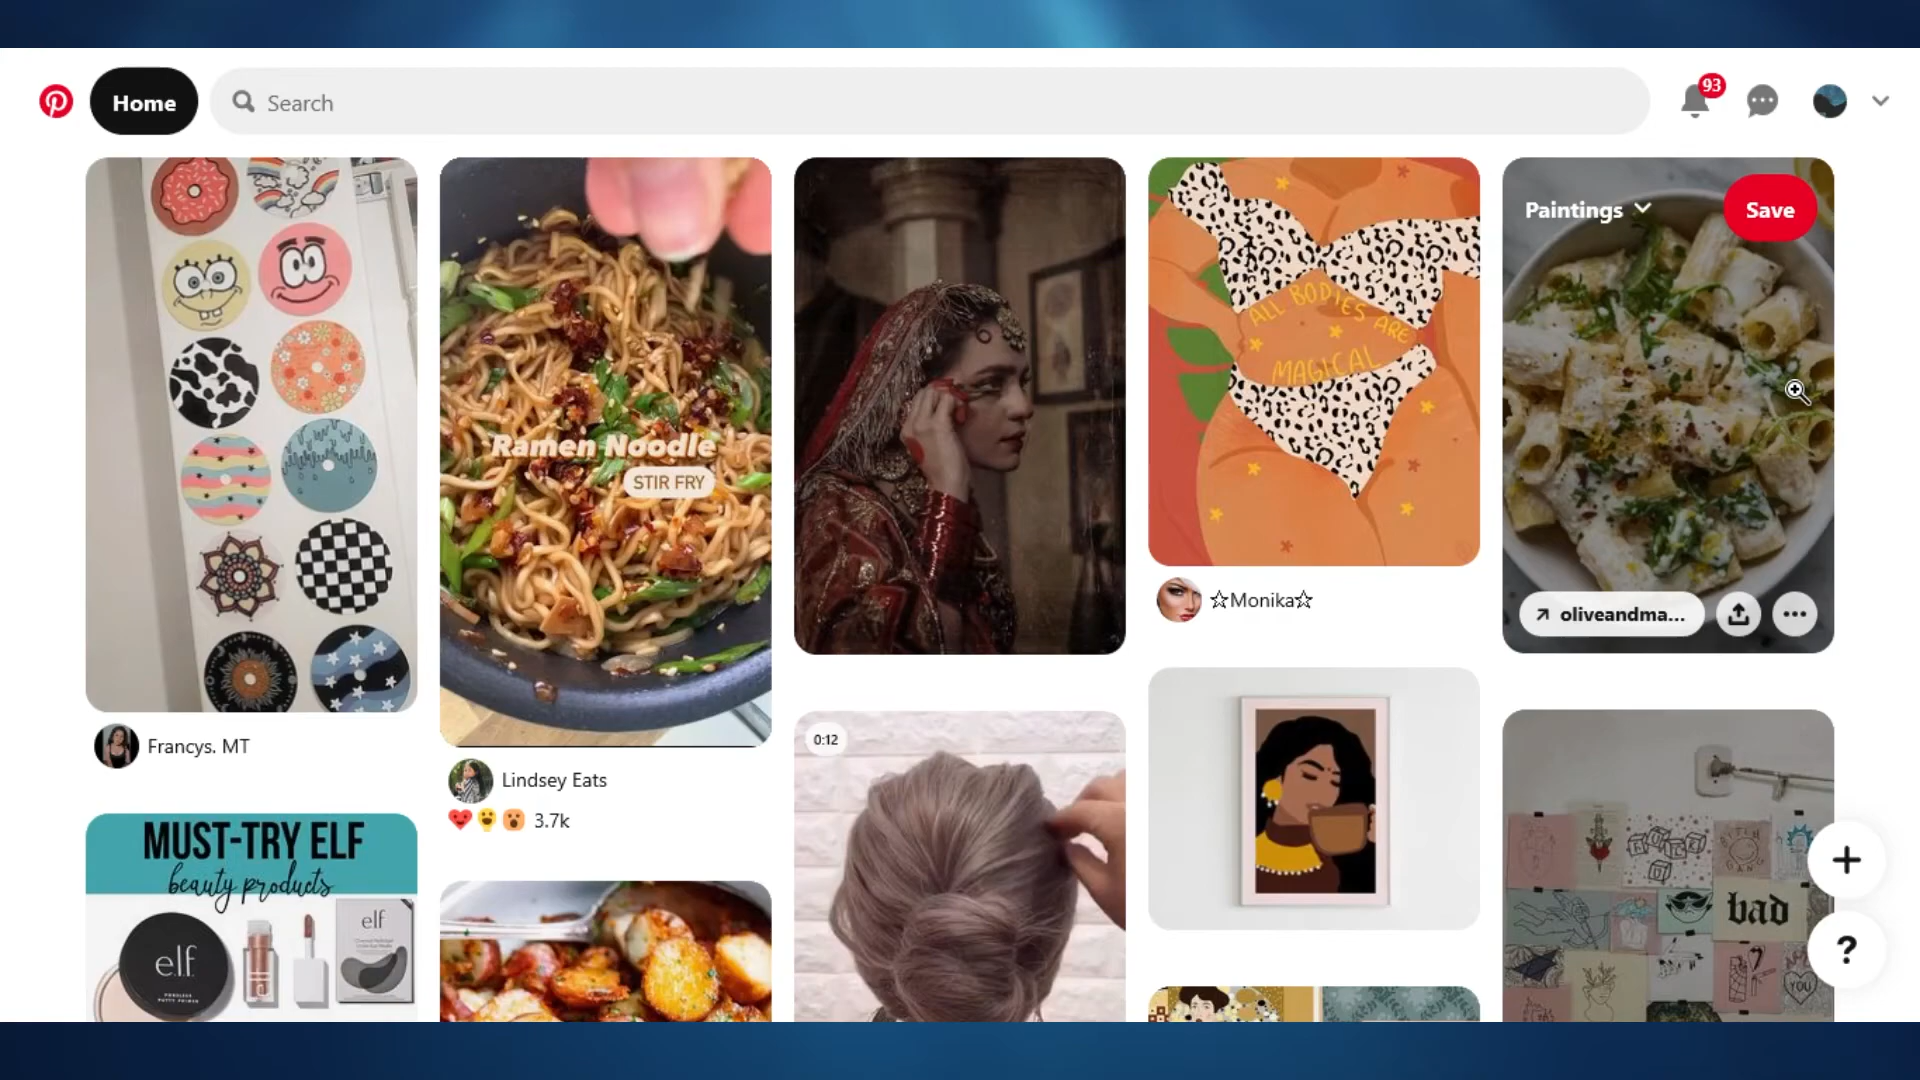 Home
Search
93
Paintings
Save
ALL BODIES ARE
MAGICAL
Ramen Noodle
STIR FRY
oliveandma...
☆Monika☆
Francys. MT
0:12
Lindsey Eats
3.7k
MUST-TRY ELF
beauty products
elf
e.l.f.
bad
YOU
+
?